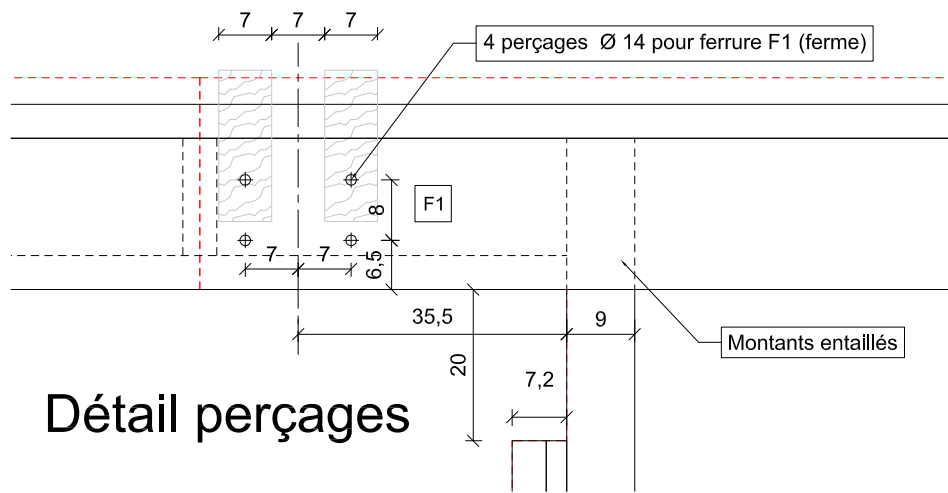 7 7 7
4 perçages Ø 14 pour ferrure F1 (ferme)
F1
8
7 7
6,5
35,5
9
Montants entaillés
20
7,2
Détail perçages